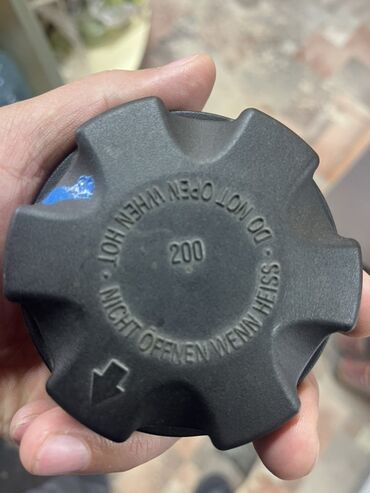 DO NOT OPEN WHEN HOT · NICHT ÖFFNEN WENN HEISS ·
200